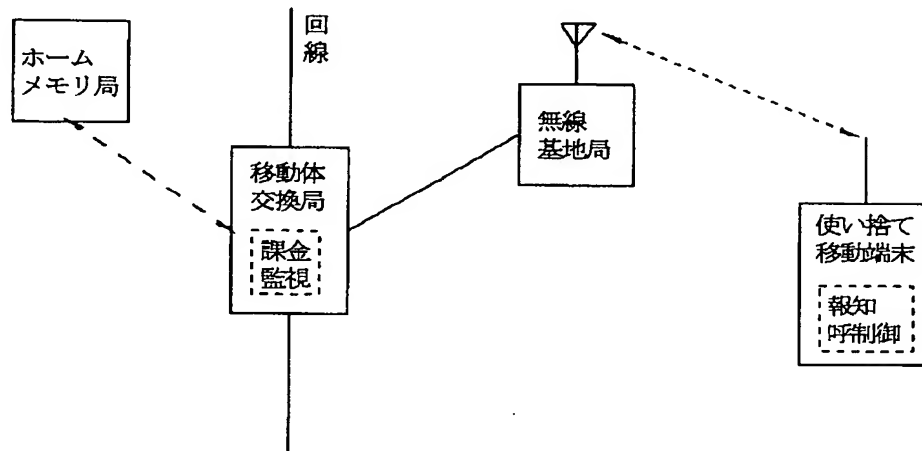 ホーム
メモリ局
回
線
移動体
交換局
課金
監視
無線
基地局
使い捨て
移動端末
報知
呼制御